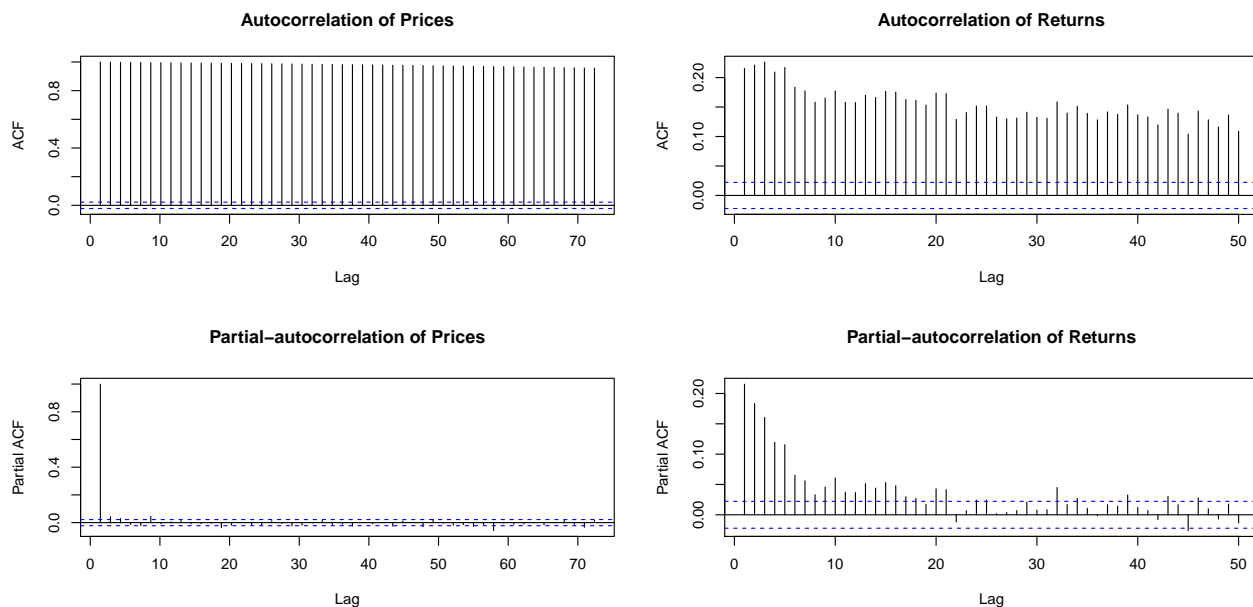 Autocorrelation of Prices
ACF
0.0 0.4 0.8
0 10 20 30 40 50 60 70
Lag
Autocorrelation of Returns
ACF
0.00 0.10 0.20
0 10 20 30 40 50
Lag
Partial−autocorrelation of Prices
Partial ACF
0.0 0.4 0.8
0 10 20 30 40 50 60 70
Lag
Partial−autocorrelation of Returns
Partial ACF
0.00 0.10 0.20
0 10 20 30 40 50
Lag